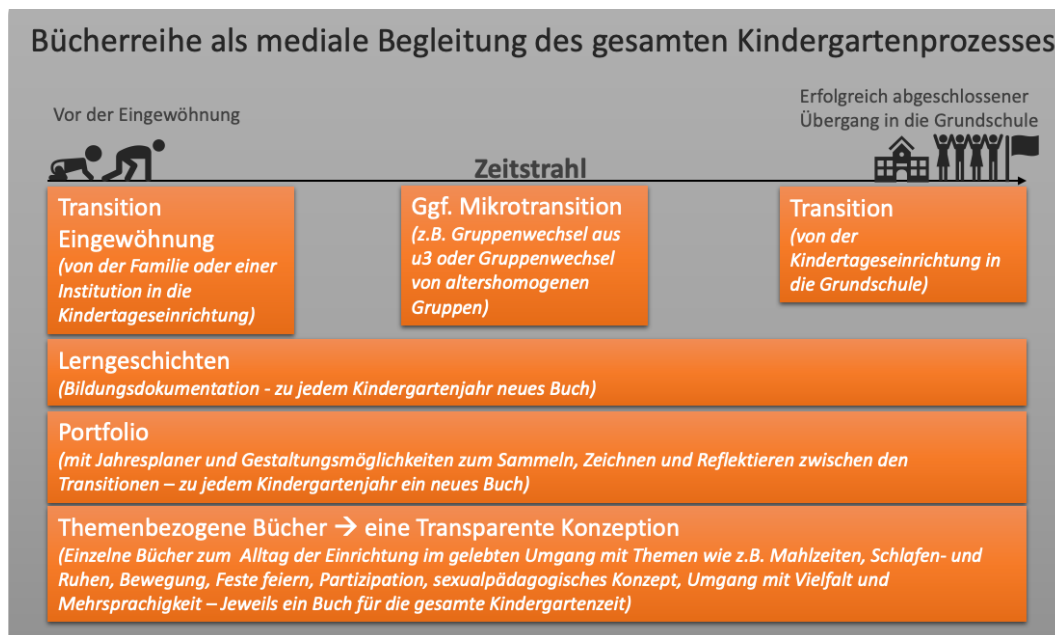 Bücherreihe als mediale Begleitung des gesamten Kindergartenprozesses
Vor der Eingewöhnung
Erfolgreich abgeschlossener
Übergang in die Grundschule
Zeitstrahl
Transition
Eingewöhnung
(von der Familie oder einer
Institution in die
Kindertageseinrichtung)
Ggf. Mikrotransition
(z.B. Gruppenwechsel aus
u3 oder Gruppenwechsel
von altershomogenen
Gruppen)
Transition
(von der
Kindertageseinrichtung in
die Grundschule)
Lerngeschichten
(Bildungsdokumentation - zu jedem Kindergartenjahr neues Buch)
Portfolio
(mit Jahresplaner und Gestaltungsmöglichkeiten zum Sammeln, Zeichnen und Reflektieren zwischen den
Transitionen – zu jedem Kindergartenjahr ein neues Buch)
Themenbezogene Bücher → eine Transparente Konzeption
(Einzelne Bücher zum Alltag der Einrichtung im gelebten Umgang mit Themen wie z.B. Mahlzeiten, Schlafen- und
Ruhen, Bewegung, Feste feiern, Partizipation, sexualpädagogisches Konzept, Umgang mit Vielfalt und
Mehrsprachigkeit – Jeweils ein Buch für die gesamte Kindergartenzeit)